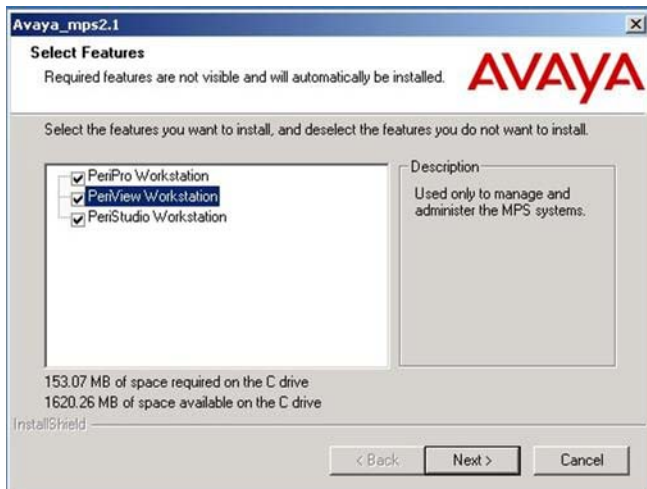 Avaya_mps2.1
Select Features
Required features are not visible and will automatically be installed.
AVAYA
Select the features you want to install, and deselect the features you do not want to install.
PeriPro Workstation
PeriView Workstation
PeriStudio Workstation
Description
Used only to manage and
administer the MPS systems.
153.07 MB of space required on the C drive
1620.26 MB of space available on the C drive
InstallShield
< Back
Next >
Cancel